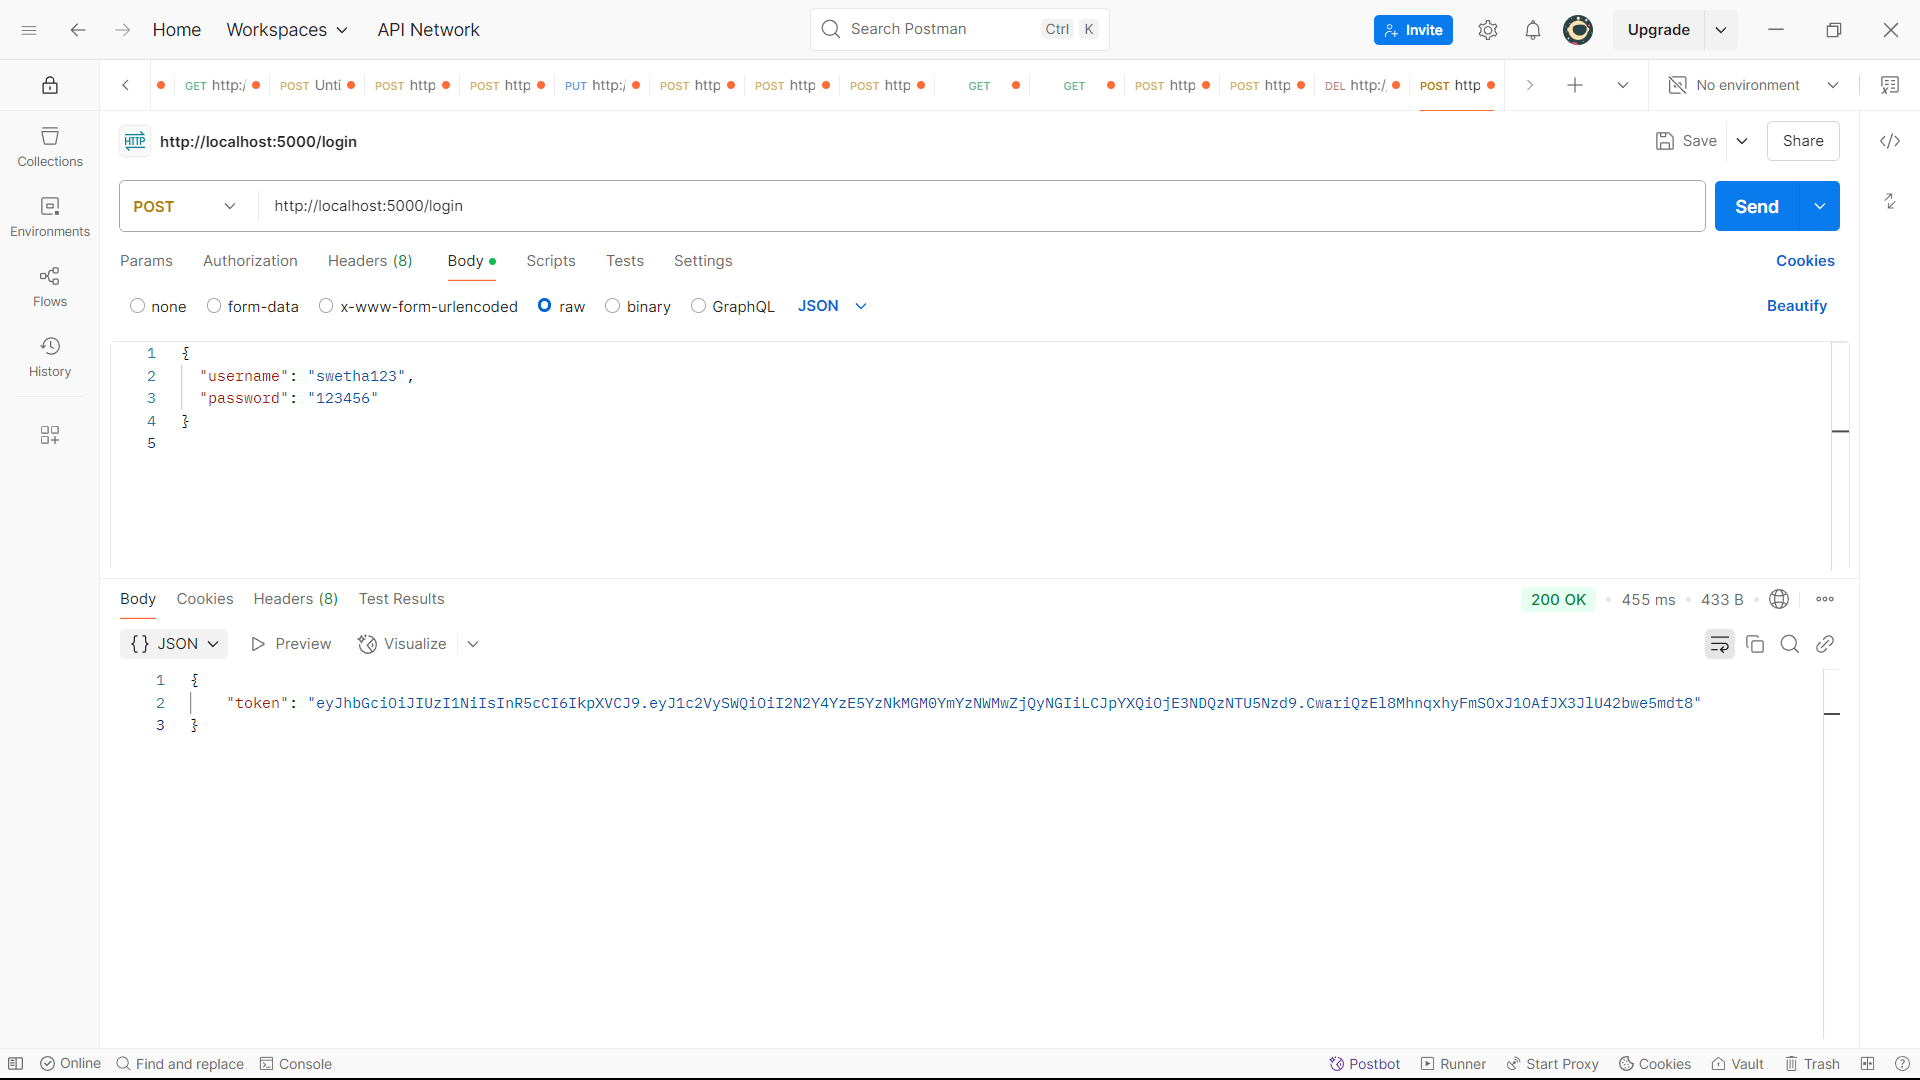 Home Workspaces API Network Search Postman Ctrl K Invite Upgrade
GET http:/ POST Unti POST http POST http PUT http:/ POST http POST http POST http GET GET POST http POST http DEL http:/ POST http No environment
HTTP http://localhost:5000/login Save Share
POST http://localhost:5000/login Send
Params Authorization Headers (8) Body Scripts Tests Settings Cookies
none form-data x-www-form-urlencoded raw binary GraphQL JSON Beautify
Collections
Environments
Flows
History
1 {
2 "username": "swetha123",
3 "password": "123456"
4 }
5
Body Cookies Headers (8) Test Results 200 OK 455 ms 433 B
{} JSON Preview Visualize
1 {
2 "token": "eyJhbGciOiJIUzI1NiIsInR5cCI6IkpXVCJ9.eyJ1c2VySWQiOiI2N2Y4YzE5YzNkMGM0YmYzNWMwZjQyNGIiLCJpYXQiOjE3NDQzNTU5Nzd9.CwariQzEl8MhnqxhyFmSOxJ1OAfJX3JlU42bwe5mdt8"
3 }
Online Find and replace Console Postbot Runner Start Proxy Cookies Vault Trash